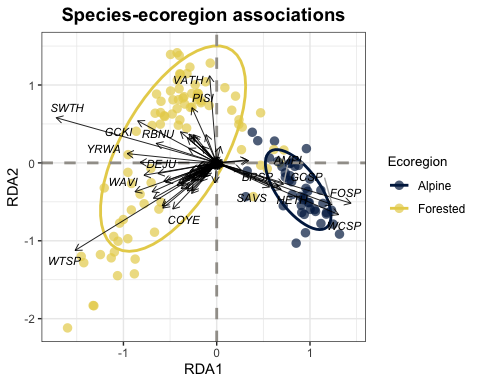 Species-ecoregion associations
VATH
PISI
SWTH
GCKI
RBNU
YRWA
DEJU
WAVI
COYE
WTSP
AMPI
BRSP
GCSP
SAVS
HETH
FOSP
WCSP
1
0
-1
-2
-1
0
1
RDA1
RDA2
Ecoregion
Alpine
Forested